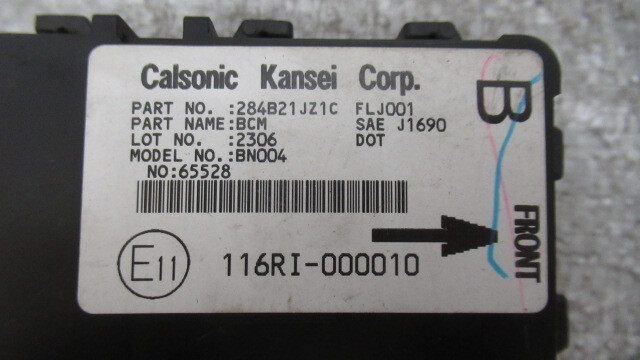 Calsonic Kansei Corp.
PART NO. :284B21JZ1C FLJ001
PART NAME:BCM SAE J1690
LOT NO. :2306 DOT
MODEL NO.:BN004
NO:65528
E11 116RI-000010
B
FRONT